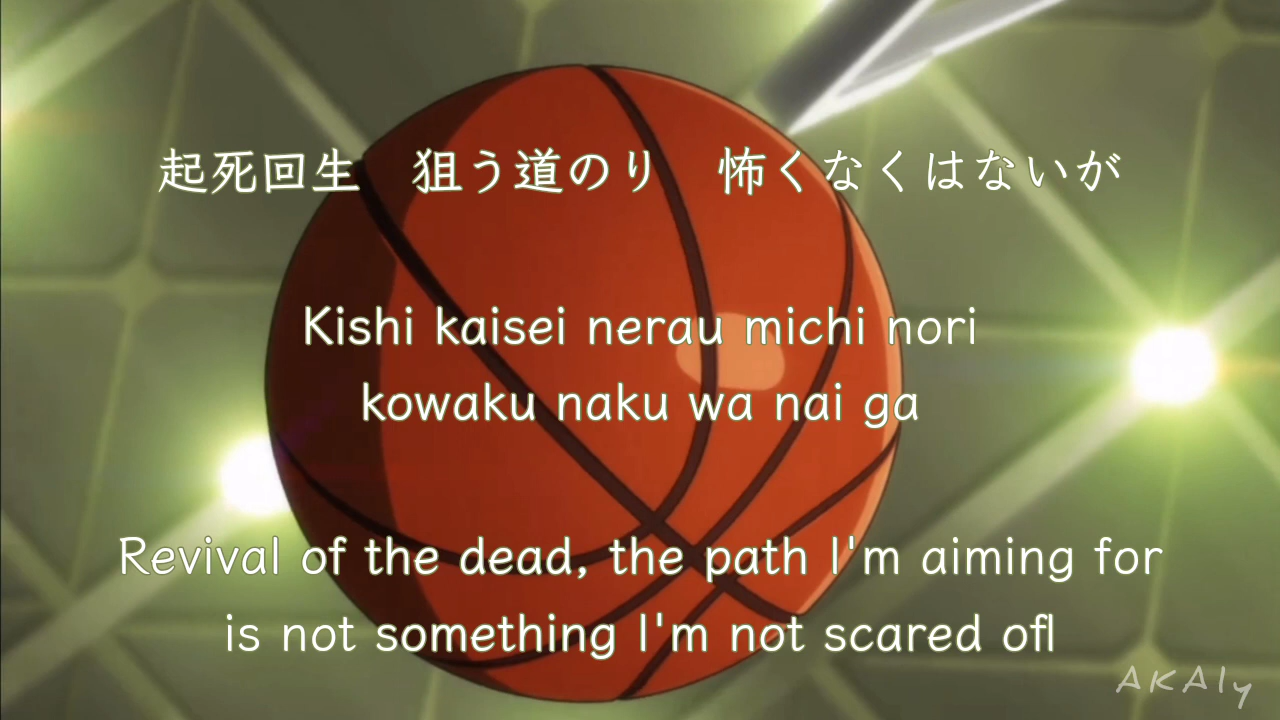 起死回生　狙う道のり　怖くなくはないが
Kishi kaisei nerau michi nori
kowaku naku wa nai ga
Revival of the dead, the path I'm aiming for
is not something I'm not scared ofl
AKAly